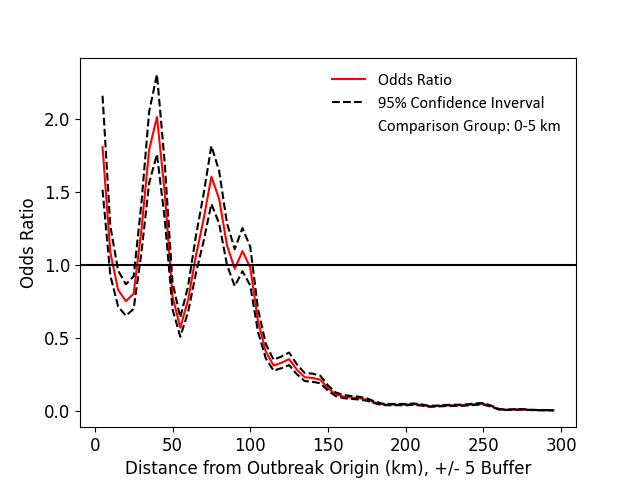 Odds Ratio
95% Confidence Inverval
Comparison Group: 0-5 km
Odds Ratio
2.0
1.5
1.0
0.5
0.0
0 50 100 150 200 250 300
Distance from Outbreak Origin (km), +/- 5 Buffer